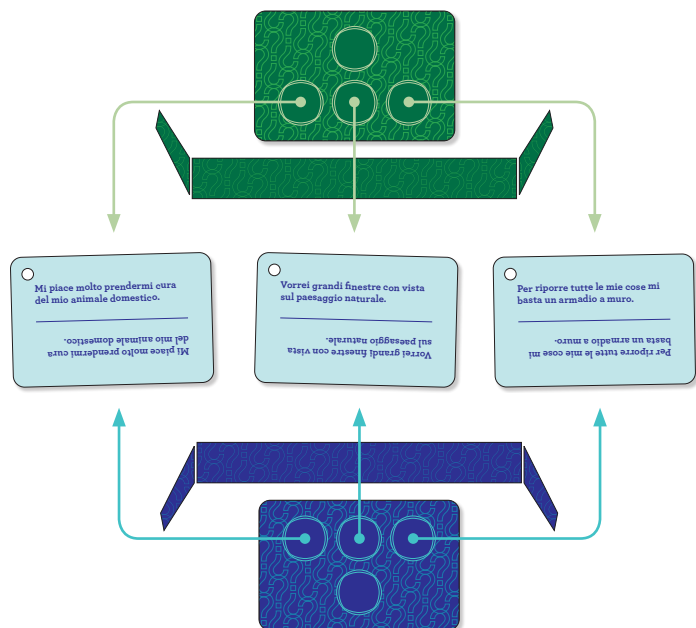 Mi piace molto prendermi cura
del mio animale domestico.
Mi piace molto prendermi cura
del mio animale domestico.
Vorrei grandi finestre con vista
sul paesaggio naturale.
Vorrei grandi finestre con vista
sul paesaggio naturale.
Per riporre tutte le mie cose mi
basta un armadio a muro.
Per riporre tutte le mie cose mi
basta un armadio a muro.